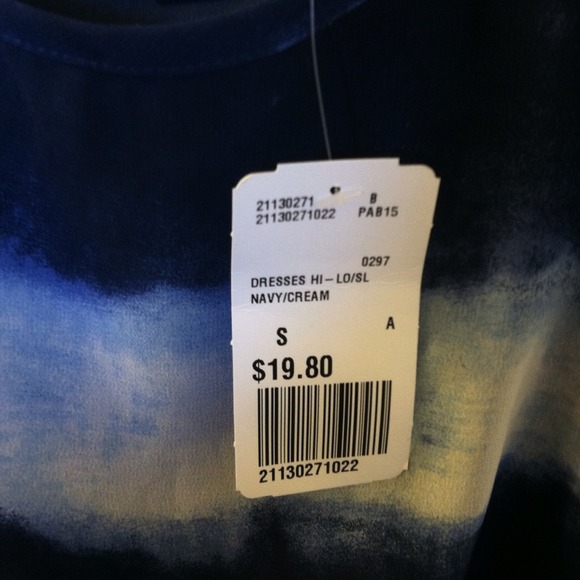 21130271 B
21130271022 PAB15
0297
DRESSES HI-LO/SL
NAVY/CREAM
S A
$19.80
21130271022